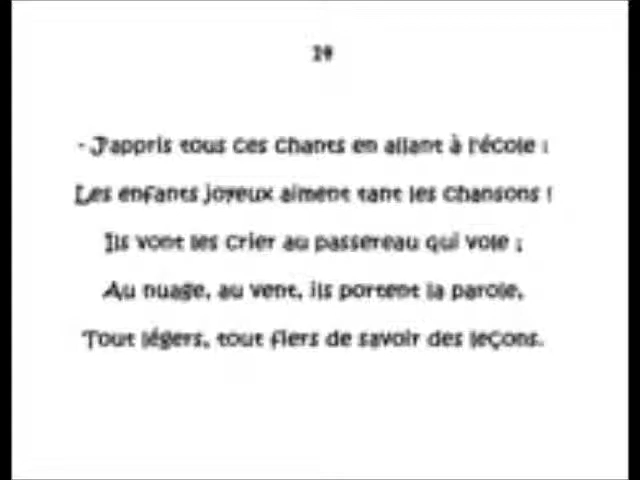 29
- J'appris tous ces chants en allant à l'école :
Les enfants joyeux aiment tant les chansons !
Ils vont les crier au passereau qui vole ;
Au nuage, au vent, ils portent la parole,
Tout légers, tout fiers de savoir des leçons.